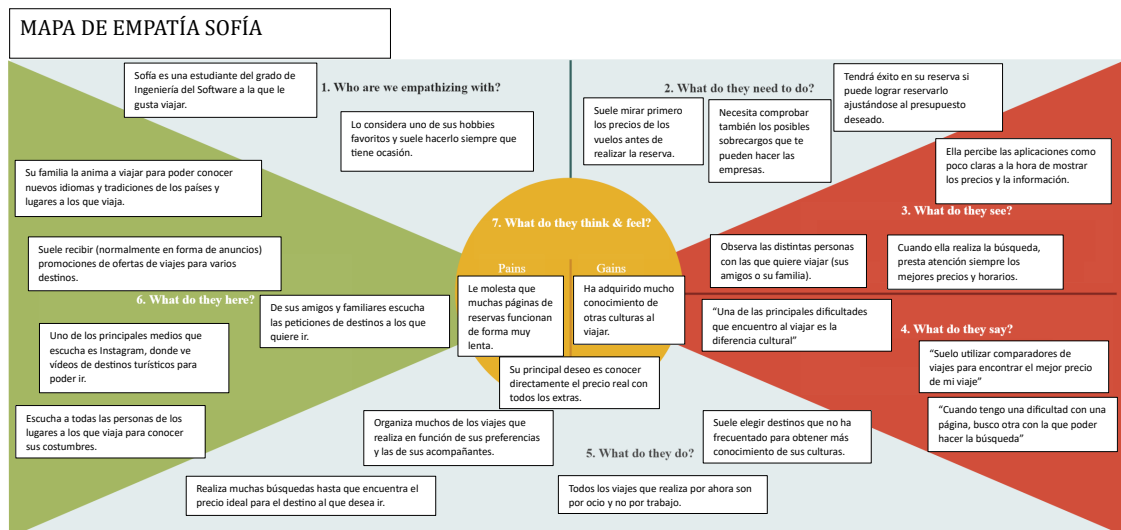 MAPA DE EMPATÍA SOFÍA
Sofía es una estudiante del grado de
Ingeniería del Software a la que le
gusta viajar.
1. Who are we empathizing with?
Lo considera uno de sus hobbies
favoritos y suele hacerlo siempre que
tiene ocasión.
2. What do they need to do?
Suele mirar primero
los precios de los
vuelos antes de
realizar la reserva.
Necesita comprobar
también los posibles
sobrecargos que te
pueden hacer las
empresas.
Tendrá éxito en su reserva si
puede lograr reservarlo
ajustándose al presupuesto
deseado.
Ella percibe las aplicaciones como
poco claras a la hora de mostrar
los precios y la información.
3. What do they see?
Observa las distintas personas
con las que quiere viajar (sus
amigos o su familia).
Cuando ella realiza la búsqueda,
presta atención siempre los
mejores precios y horarios.
"Una de las principales dificultades
que encuentro al viajar es la
diferencia cultural"
4. What do they say?
"Suelo utilizar comparadores de
viajes para encontrar el mejor precio
de mi viaje"
"Cuando tengo una dificultad con una
página, busco otra con la que poder
hacer la búsqueda"
Su familia la anima a viajar para poder conocer
nuevos idiomas y tradiciones de los países y
lugares a los que viaja.
Suele recibir (normalmente en forma de anuncios)
promociones de ofertas de viajes para varios
destinos.
6. What do they here?
De sus amigos y familiares escucha
las peticiones de destinos a los que
quiere ir.
Uno de los principales medios que
escucha es Instagram, donde ve
vídeos de destinos turísticos para
poder ir.
Escucha a todas las personas de los
lugares a los que viaja para conocer
sus costumbres.
7. What do they think & feel?
Pains
Gains
Le molesta que
muchas páginas de
reservas funcionan
de forma muy
lenta.
Ha adquirido mucho
conocimiento de
otras culturas al
viajar.
Su principal deseo es conocer
directamente el precio real con
todos los extras.
Organiza muchos de los viajes que
realiza en función de sus preferencias
y las de sus acompañantes.
5. What do they do?
Suele elegir destinos que no ha
frecuentado para obtener más
conocimiento de sus culturas.
Realiza muchas búsquedas hasta que encuentra el
precio ideal para el destino al que desea ir.
Todos los viajes que realiza por ahora son
por ocio y no por trabajo.